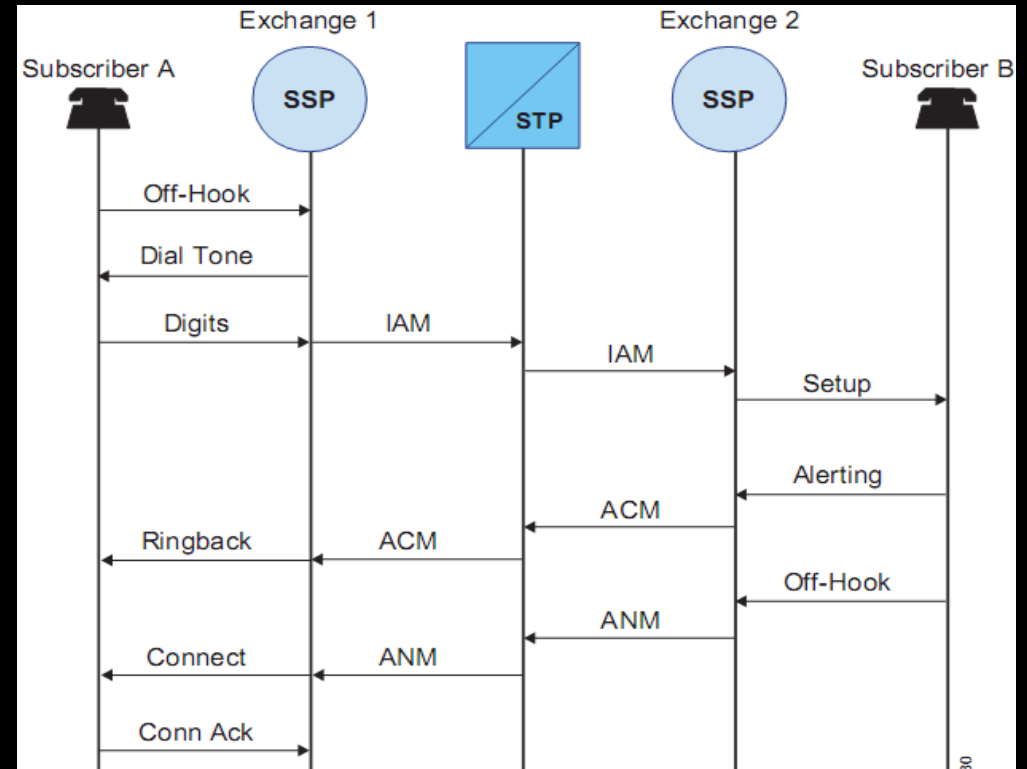 Exchange 1
Exchange 2
Subscriber A
Subscriber B
SSP
STP
SSP
Off-Hook
Dial Tone
Digits
IAM
IAM
Setup
Alerting
ACM
Ringback
ACM
Off-Hook
ANM
Connect
ANM
Conn Ack